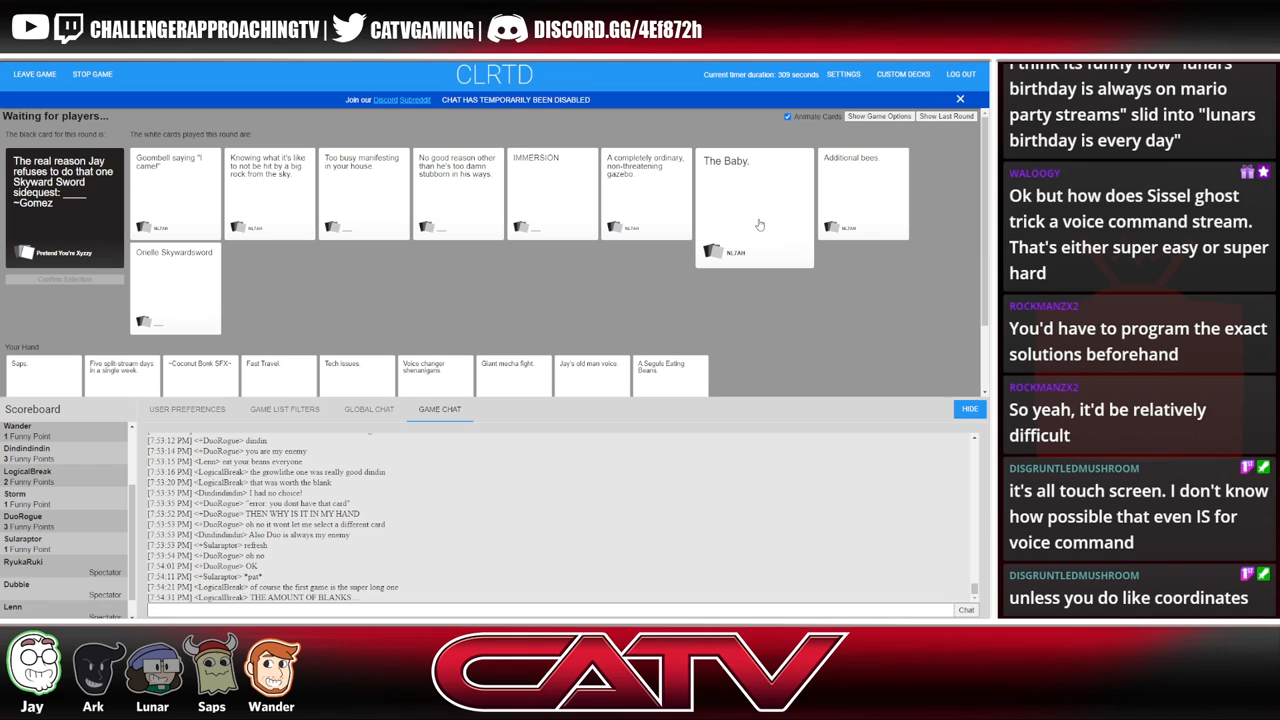 CHALLENGERAPPROACHINGTV | CATVGAMING | DISCORD.GG/4Ef872h
LEAVE GAME STOP GAME CLRTD Current timer duration: 309 seconds SETTINGS CUSTOM DECKS LOG OUT
Join our Discord Subreddit CHAT HAS TEMPORARILY BEEN DISABLED
Waiting for players...
Animate Cards Show Game Options Show Last Round
The black card for this round is:
The white cards played this round are:
The real reason Jay
refuses to do that one
Skyward Sword
sidequest: ____
~Gomez
Pretend You're Xyzzy
Confirm Selection
Goombell saying "I
came!"
NL7AH
Knowing what it's like
to not be hit by a big
rock from the sky.
NL7AH
Too busy manifesting
in your house.
___
No good reason other
than he's too damn
stubborn in his ways.
___
IMMERSION
___
A completely ordinary,
non-threatening
gazebo.
NL7AH
The Baby.
NL7AH
Additional bees.
NL7AH
Orielle Skywardsword
___
Your Hand
Saps.
Five split-stream days
in a single week.
~Coconut Bonk SFX~
Fast Travel.
Tech issues.
Voice changer
shenanigans.
Giant mecha fight.
Jay's old man voice.
A Seguls Eating
Beans.
Scoreboard
Wander
1 Funny Point
Dindindindin
3 Funny Points
LogicalBreak
2 Funny Points
Storm
1 Funny Point
DuoRogue
3 Funny Points
Sularaptor
1 Funny Point
RyukaRuki
Spectator
Dubbie
Spectator
Lenn
Spectator
USER PREFERENCES GAME LIST FILTERS GLOBAL CHAT GAME CHAT HIDE
[7:53:12 PM] <+DuoRogue> dindin
[7:53:14 PM] <+DuoRogue> you are my enemy
[7:53:15 PM] <Lenn> eat your beans everyone
[7:53:16 PM] <LogicalBreak> the growlithe one was really good dindin
[7:53:20 PM] <LogicalBreak> that was worth the blank
[7:53:35 PM] <Dindindindin> I had no choice!
[7:53:35 PM] <+DuoRogue> "error: you dont have that card"
[7:53:52 PM] <+DuoRogue> THEN WHY IS IT IN MY HAND
[7:53:53 PM] <+DuoRogue> oh no it wont let me select a different card
[7:53:53 PM] <Dindindindin> Also Duo is always my enemy
[7:53:53 PM] <+Sularaptor> refresh
[7:53:54 PM] <+DuoRogue> oh no
[7:54:01 PM] <+DuoRogue> OK
[7:54:11 PM] <+Sularaptor> *pat*
[7:54:21 PM] <LogicalBreak> of course the first game is the super long one
[7:54:31 PM] <LogicalBreak> THE AMOUNT OF BLANKS...
Chat
I think its funny how "lunars
birthday is always on mario
party streams" slid into "lunars
birthday is every day"
WALOOGY
Ok but how does Sissel ghost
trick a voice command stream.
That's either super easy or super
hard
ROCKMANZX2
You'd have to program the exact
solutions beforehand
ROCKMANZX2
So yeah, it'd be relatively
difficult
DISGRUNTLEDMUSHROOM
it's all touch screen. I don't know
how possible that even IS for
voice command
DISGRUNTLEDMUSHROOM
unless you do like coordinates
Jay Ark Lunar Saps Wander
CATV